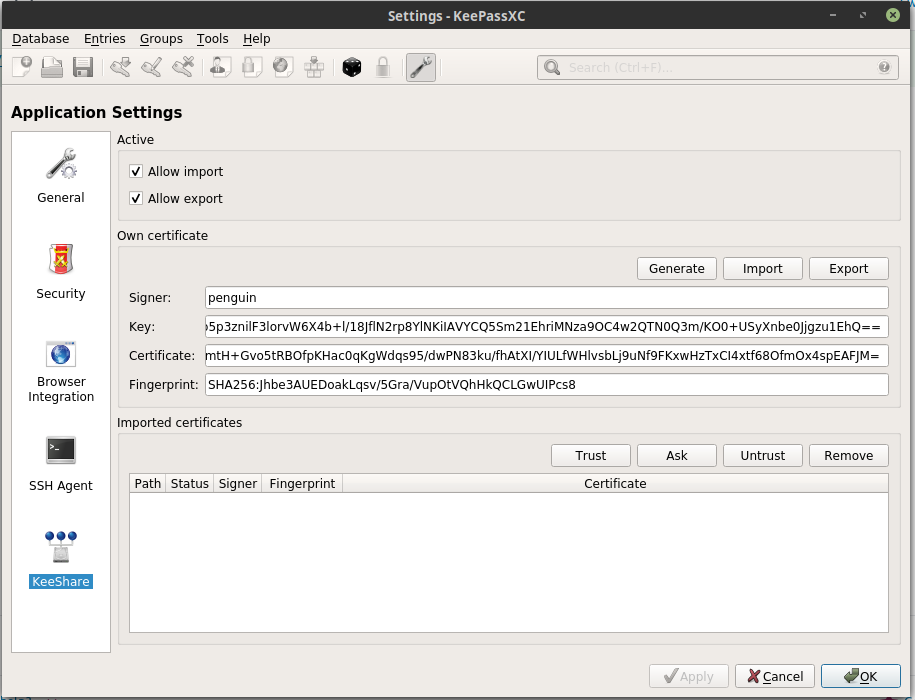 Settings - KeePassXC
Database Entries Groups Tools Help
Search (Ctrl+F)...
Application Settings
General
Security
Browser
Integration
SSH Agent
KeeShare
Active
Allow import
Allow export
Own certificate
Generate Import Export
Signer: penguin
Key: 5p3znilF3lorvW6X4b+l/18JflN2rp8YlNKiIAVYCQ5Sm21EhriMNza9OC4w2QTN0Q3m/KO0+USyXnbe0Jjgzu1EhQ==
Certificate: mtH+Gvo5tRBOfpKHac0qKgWdqs95/dwPN83ku/fhAtXI/YIULfWHlvsbLj9uNf9FKxwHzTxCI4xtf68OfmOx4spEAFJM=
Fingerprint: SHA256:Jhbe3AUEDoakLqsv/5Gra/VupOtVQhHkQCLGwUIPcs8
Imported certificates
Trust Ask Untrust Remove
Path Status Signer Fingerprint Certificate
Apply Cancel OK